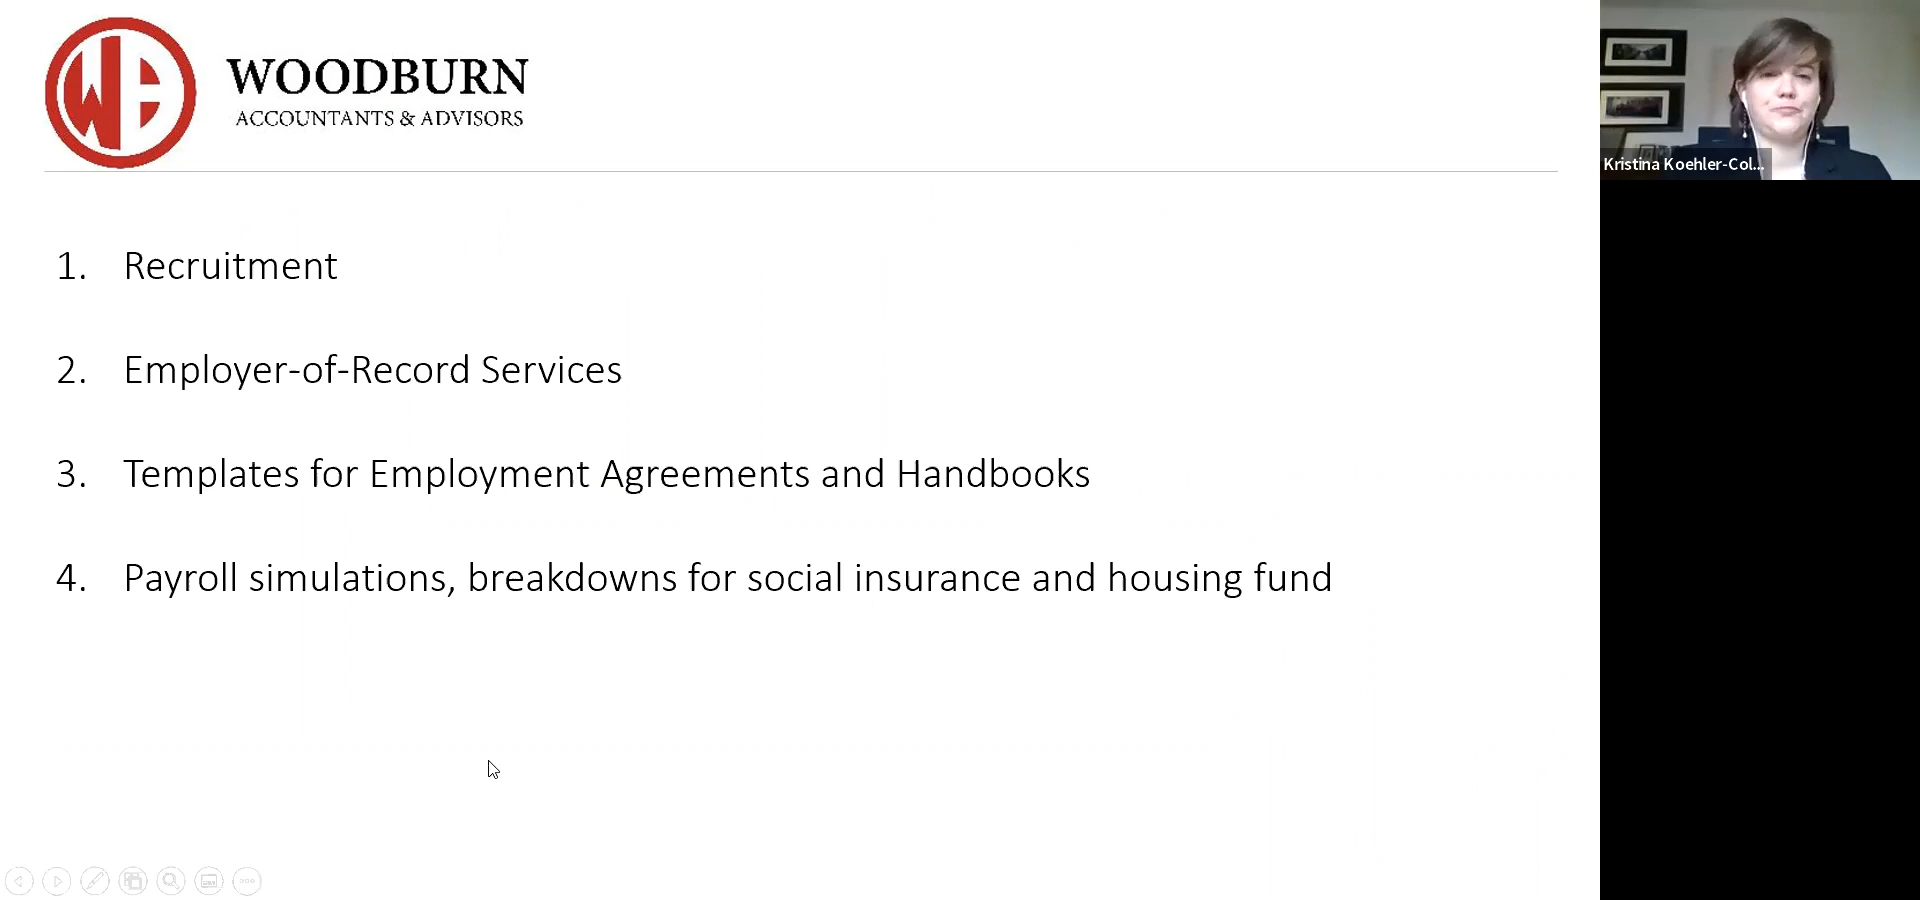 WOODBURN
ACCOUNTANTS & ADVISORS
Kristina Koehler-Col...
1. Recruitment
2. Employer-of-Record Services
3. Templates for Employment Agreements and Handbooks
4. Payroll simulations, breakdowns for social insurance and housing fund